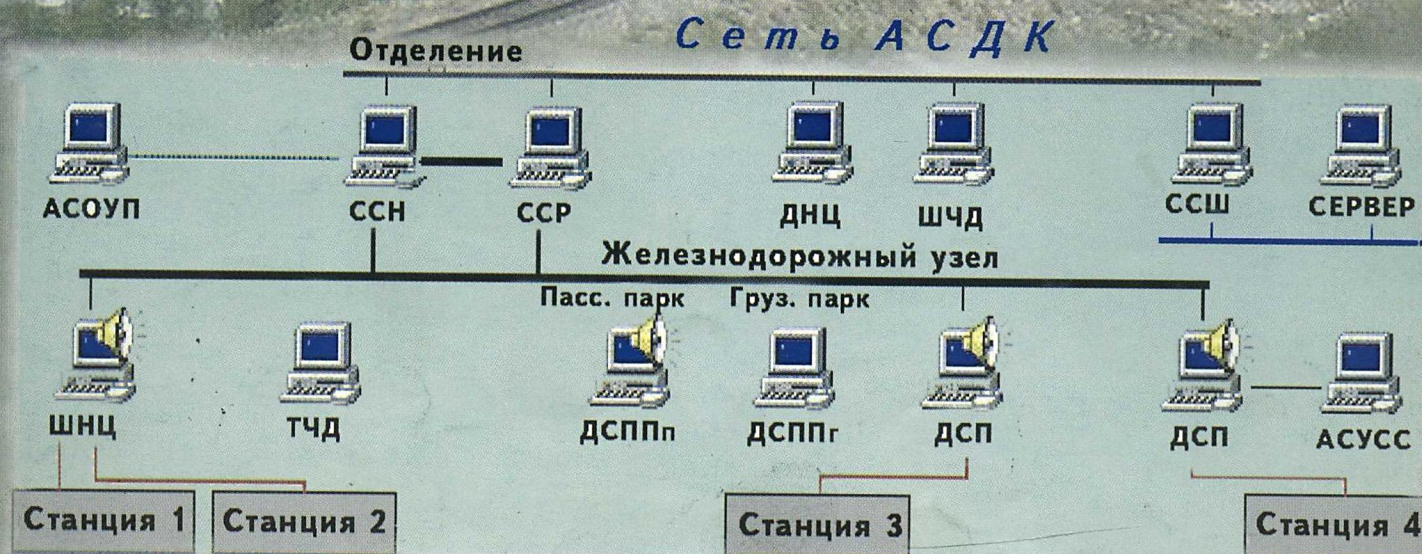 Сеть АСДК
Отделение
АСОУП ССН ССР ДНЦ ШЧД ССШ СЕРВЕР
Железнодорожный узел
Пасс. парк Груз. парк
ШНЦ ТЧД ДСППп ДСППг ДСП ДСП АСУСС
Станция 1 Станция 2 Станция 3 Станция 4